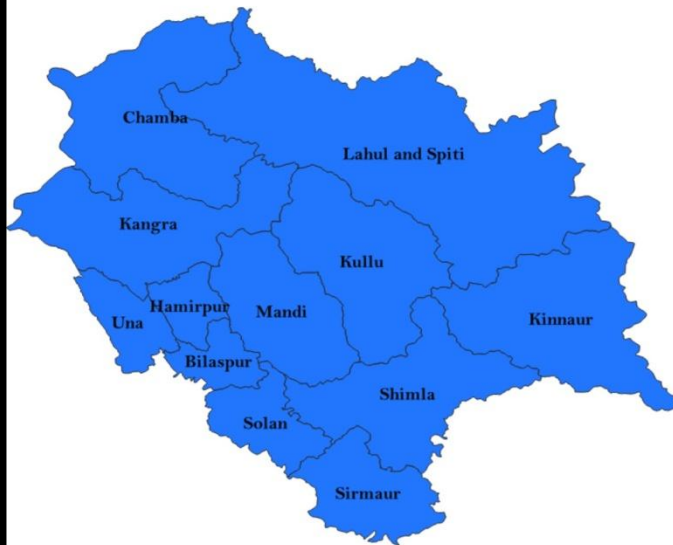 Chamba
Lahul and Spiti
Kangra
Kullu
Hamirpur
Mandi
Una
Kinnaur
Bilaspur
Shimla
Solan
Sirmaur